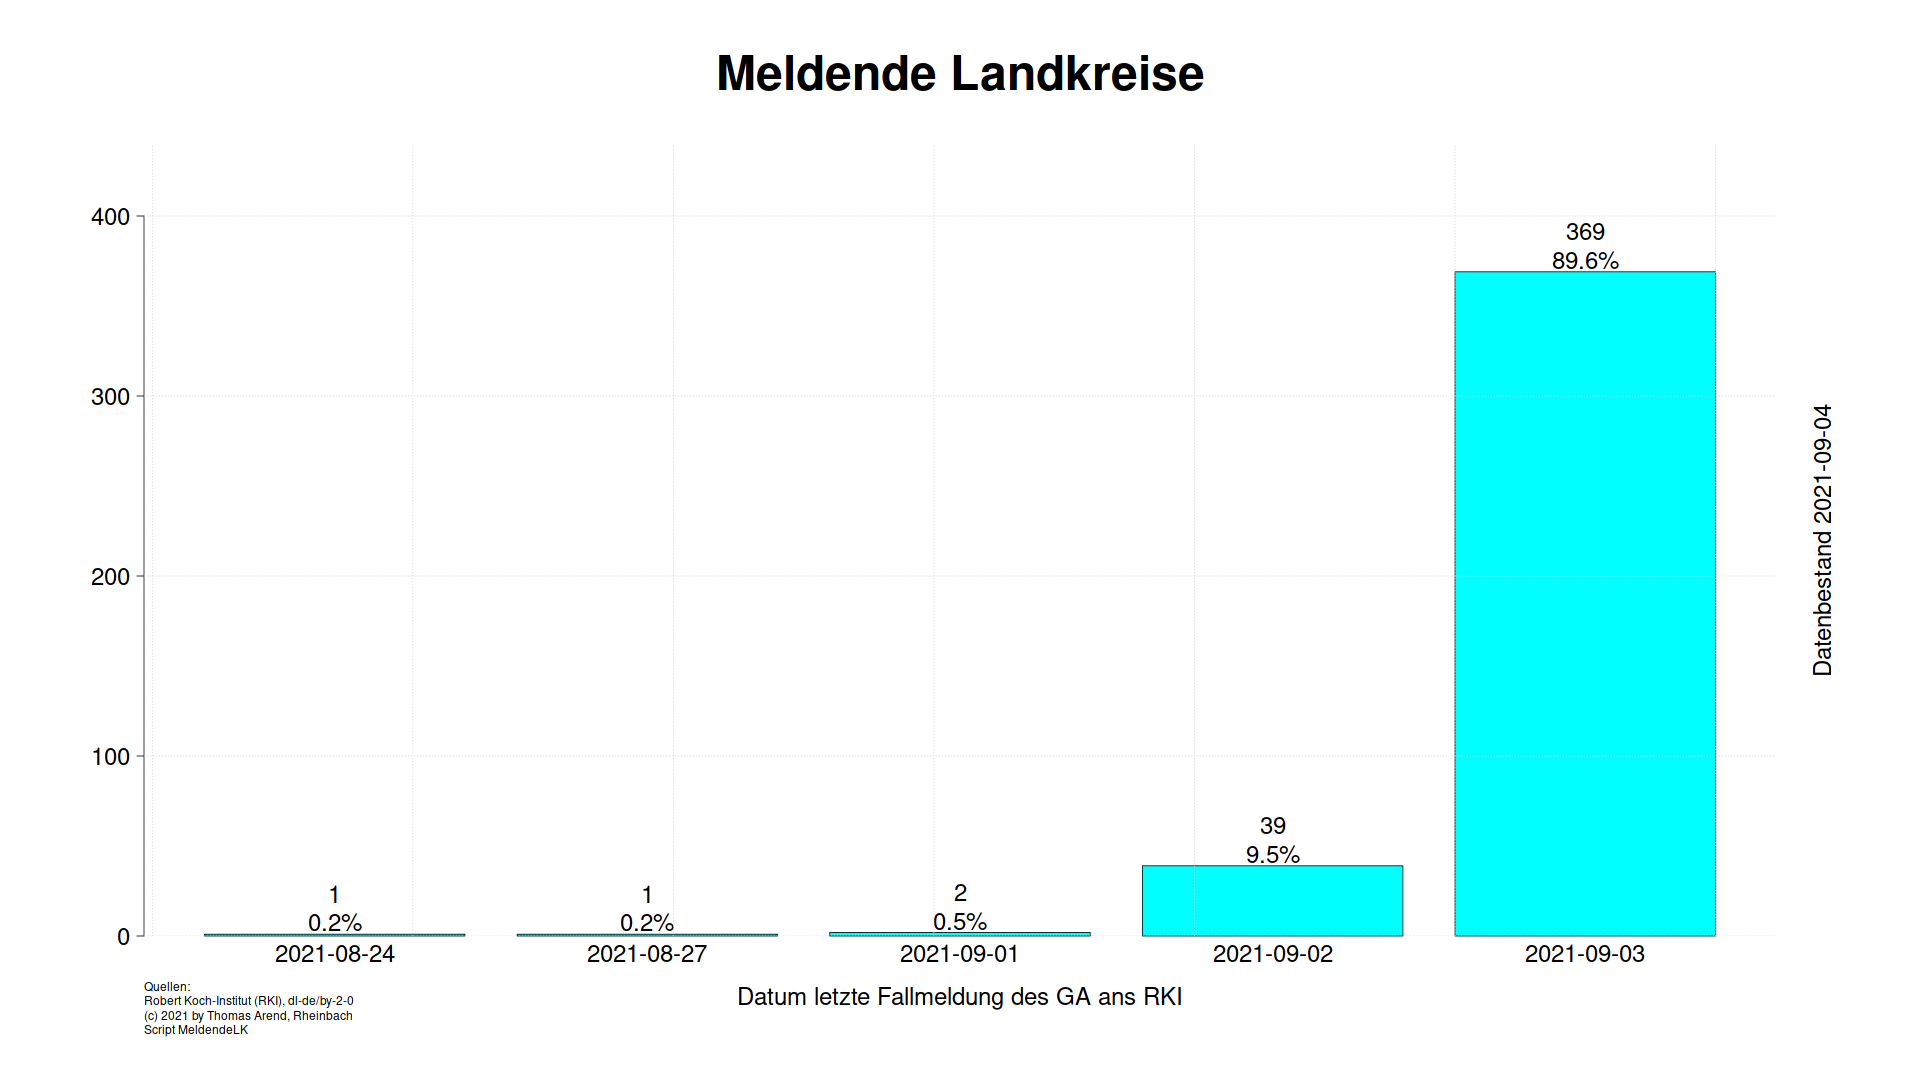 Meldende Landkreise
400
300
200
100
0
1
0.2%
1
0.2%
2
0.5%
39
9.5%
369
89.6%
2021-08-24
2021-08-27
2021-09-01
2021-09-02
2021-09-03
Datum letzte Fallmeldung des GA ans RKI
Datenbestand 2021-09-04
Quellen:
Robert Koch-Institut (RKI), dl-de/by-2-0
(c) 2021 by Thomas Arend, Rheinbach
Script MeldendeLK